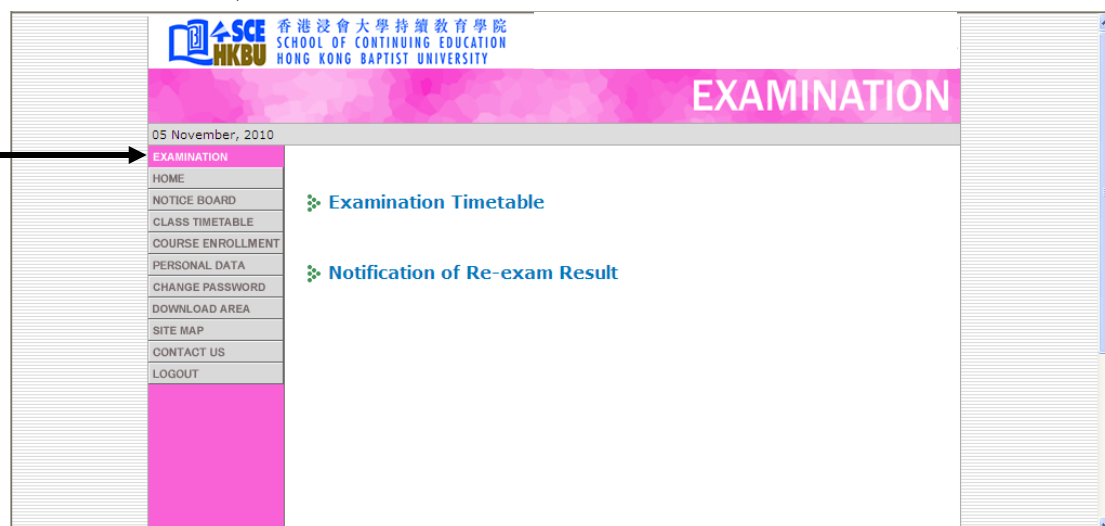 SCE
HKBU
香港浸會大學持續教育學院
SCHOOL OF CONTINUING EDUCATION
HONG KONG BAPTIST UNIVERSITY
EXAMINATION
05 November, 2010
EXAMINATION
HOME
NOTICE BOARD
CLASS TIMETABLE
COURSE ENROLLMENT
PERSONAL DATA
CHANGE PASSWORD
DOWNLOAD AREA
SITE MAP
CONTACT US
LOGOUT
Examination Timetable
Notification of Re-exam Result